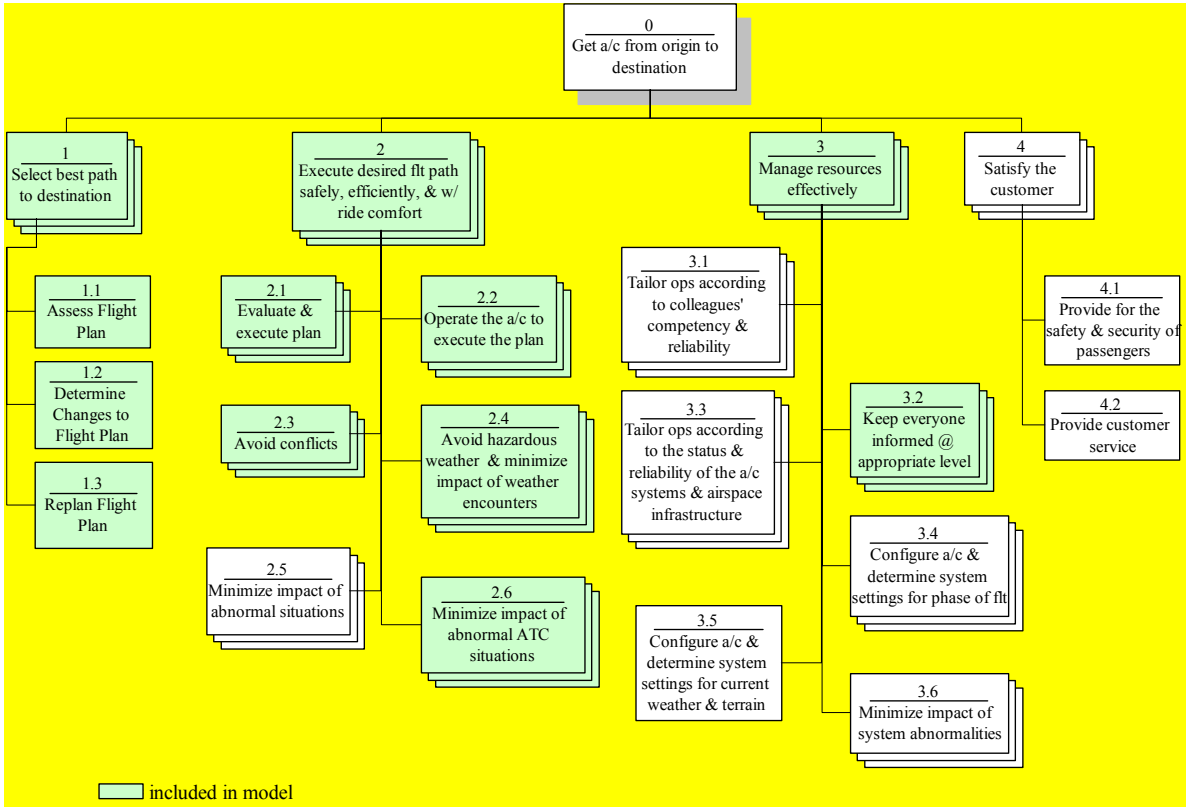 0
Get a/c from origin to
destination
1
Select best path
to destination
2
Execute desired flt path
safely, efficiently, & w/
ride comfort
3
Manage resources
effectively
4
Satisfy the
customer
1.1
Assess Flight
Plan
1.2
Determine
Changes to
Flight Plan
1.3
Replan Flight
Plan
2.1
Evaluate &
execute plan
2.2
Operate the a/c to
execute the plan
2.3
Avoid conflicts
2.4
Avoid hazardous
weather & minimize
impact of weather
encounters
2.5
Minimize impact of
abnormal situations
2.6
Minimize impact of
abnormal ATC
situations
3.1
Tailor ops according
to colleagues'
competency &
reliability
3.2
Keep everyone
informed @
appropriate level
3.3
Tailor ops according
to the status &
reliability of the a/c
systems & airspace
infrastructure
3.4
Configure a/c &
determine system
settings for phase of flt
3.5
Configure a/c &
determine system
settings for current
weather & terrain
3.6
Minimize impact of
system abnormalities
4.1
Provide for the
safety & security of
passengers
4.2
Provide customer
service
included in model